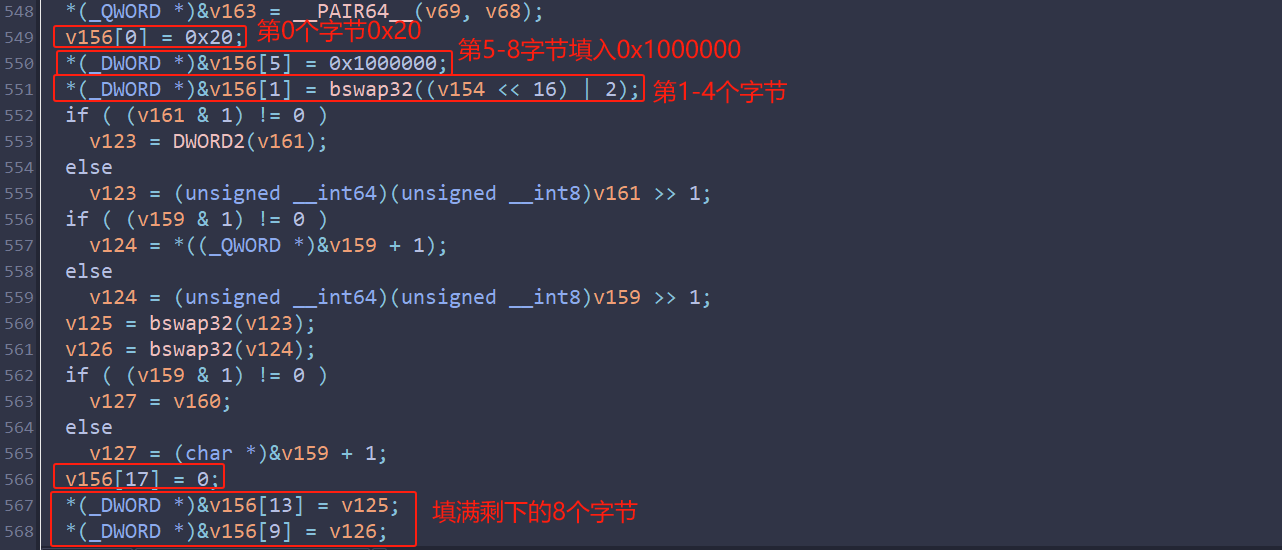 548 *(_QWORD *)&v163 = __PAIR64__(v69, v68);
549 v156[0] = 0x20; 第0个字节0x20
550 *(_DWORD *)&v156[5] = 0x1000000; 第5-8字节填入0x1000000
551 *(_DWORD *)&v156[1] = bswap32((v154 << 16) | 2); 第1-4个字节
552 if ( (v161 & 1) != 0 )
553 v123 = DWORD2(v161);
554 else
555 v123 = (unsigned __int64)(unsigned __int8)v161 >> 1;
556 if ( (v159 & 1) != 0 )
557 v124 = *((_QWORD *)&v159 + 1);
558 else
559 v124 = (unsigned __int64)(unsigned __int8)v159 >> 1;
560 v125 = bswap32(v123);
561 v126 = bswap32(v124);
562 if ( (v159 & 1) != 0 )
563 v127 = v160;
564 else
565 v127 = (char *)&v159 + 1;
566 v156[17] = 0;
567 *(_DWORD *)&v156[13] = v125; 填满剩下的8个字节
568 *(_DWORD *)&v156[9] = v126;